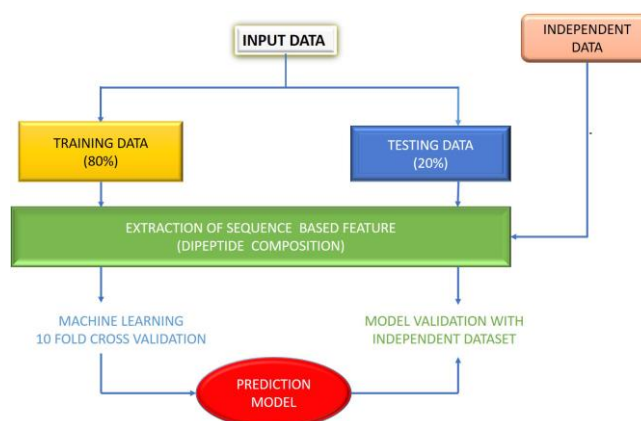 INPUT DATA
INDEPENDENT
DATA
TRAINING DATA
(80%)
TESTING DATA
(20%)
EXTRACTION OF SEQUENCE BASED FEATURE
(DIPEPTIDE COMPOSITION)
MACHINE LEARNING
10 FOLD CROSS VALIDATION
MODEL VALIDATION WITH
INDEPENDENT DATASET
PREDICTION
MODEL